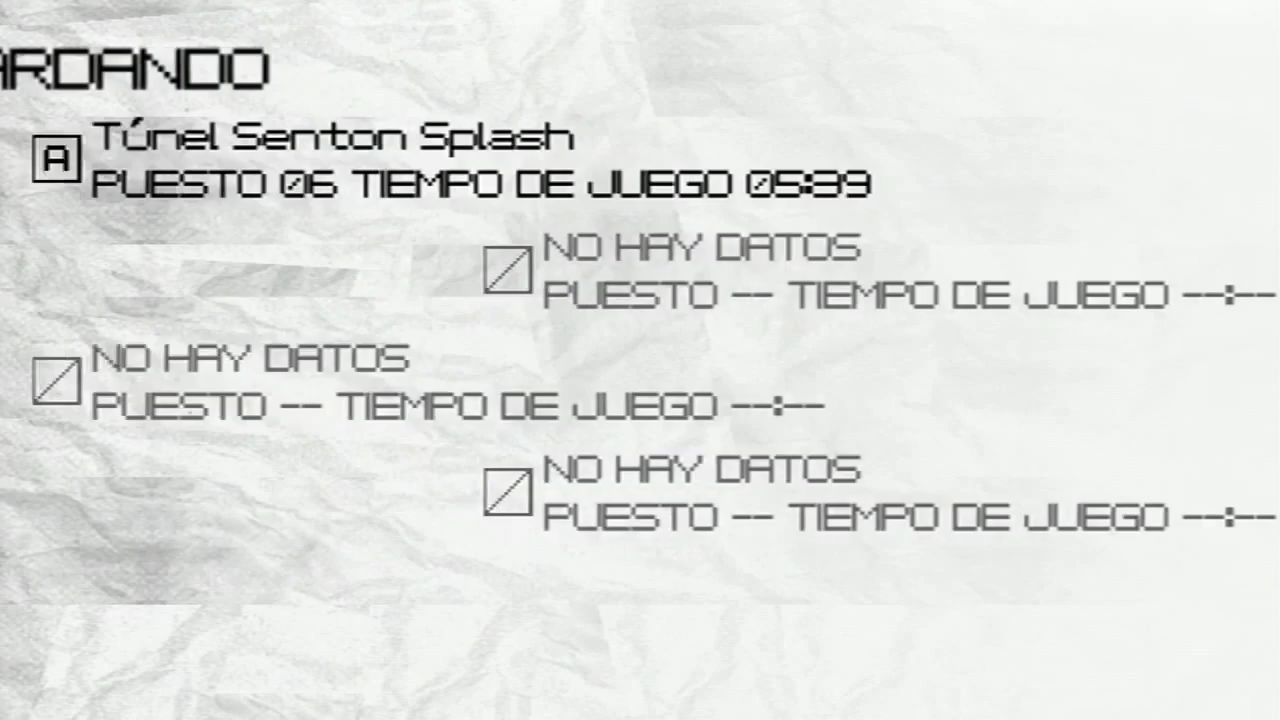 ARDANDO
A
Túnel Senton Splash
PUESTO 06 TIEMPO DE JUEGO 05:39
NO HAY DATOS
PUESTO -- TIEMPO DE JUEGO --:--
NO HAY DATOS
PUESTO -- TIEMPO DE JUEGO --:--
NO HAY DATOS
PUESTO -- TIEMPO DE JUEGO --:--